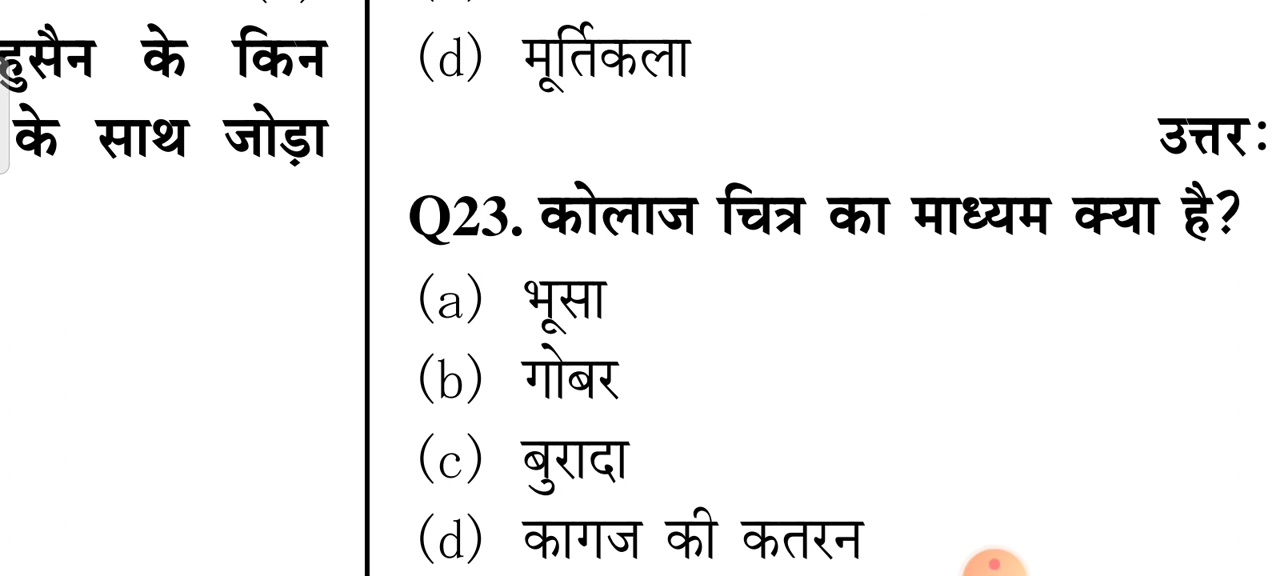 हुसैन के किन
के साथ जोड़ा
(d) मूर्तिकला
उत्तर:
Q23. कोलाज चित्र का माध्यम क्या है?
(a) भूसा
(b) गोबर
(c) बुरादा
(d) कागज की कतरन